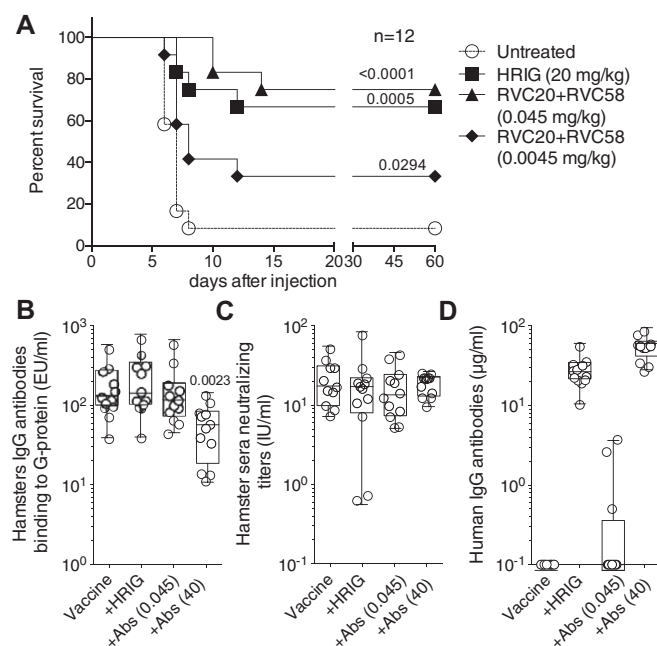 A
Percent survival
100
80
60
40
20
0
0
5
10
15
20
30
45
60
days after injection
n=12
<0.0001
0.0005
0.0294
Untreated
HRIG (20 mg/kg)
RVC20+RVC58
(0.045 mg/kg)
RVC20+RVC58
(0.0045 mg/kg)
B
Hamsters IgG antibodies
binding to G-protein (EU/ml)
10³
10²
10¹
10⁰
0.0023
Vaccine
+HRIG
+Abs (0.045)
+Abs (40)
C
Hamster sera neutralizing
titers (IU/ml)
10²
10¹
10⁰
10⁻¹
Vaccine
+HRIG
+Abs (0.045)
+Abs (40)
D
Human IgG antibodies (µg/ml)
10²
10¹
10⁰
10⁻¹
Vaccine
+HRIG
+Abs (0.045)
+Abs (40)